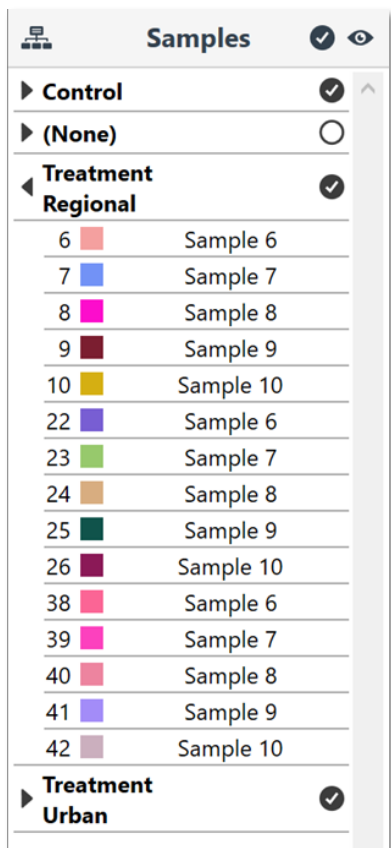 Samples
Control
(None)
Treatment
Regional
6 Sample 6
7 Sample 7
8 Sample 8
9 Sample 9
10 Sample 10
22 Sample 6
23 Sample 7
24 Sample 8
25 Sample 9
26 Sample 10
38 Sample 6
39 Sample 7
40 Sample 8
41 Sample 9
42 Sample 10
Treatment
Urban